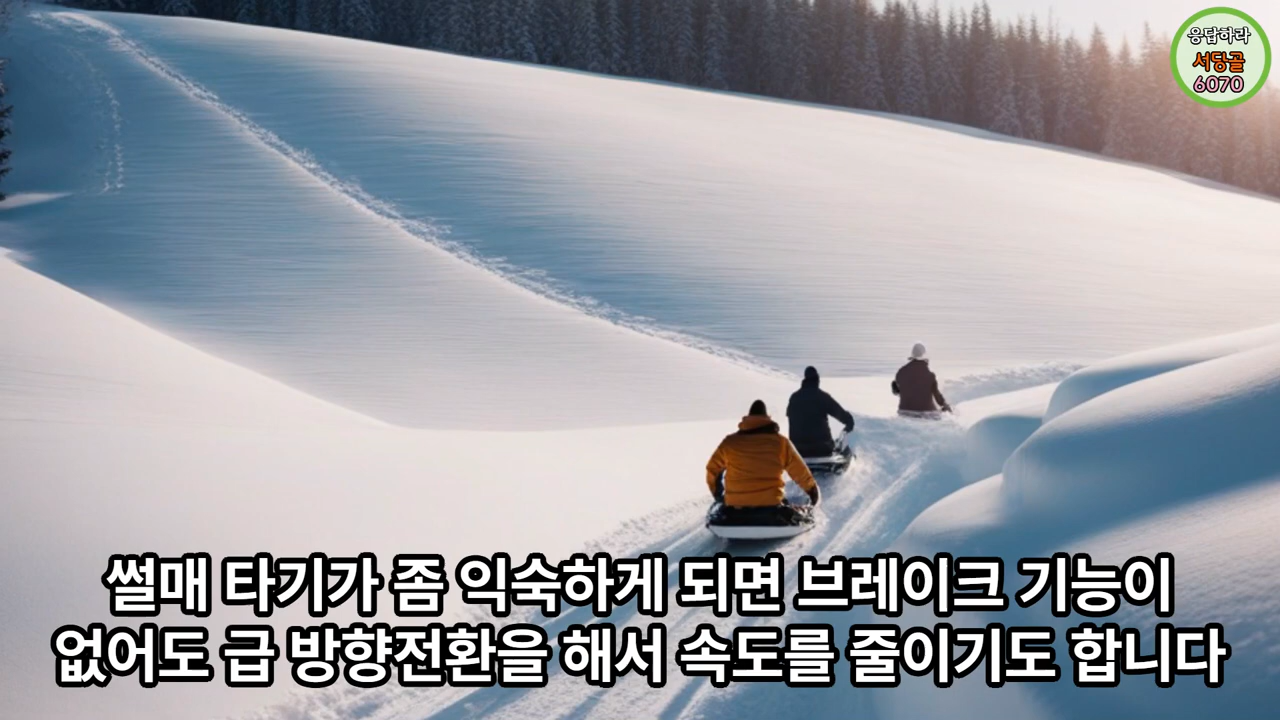 응답하라
서당골
6070
썰매 타기가 좀 익숙하게 되면 브레이크 기능이
없어도 급 방향전환을 해서 속도를 줄이기도 합니다